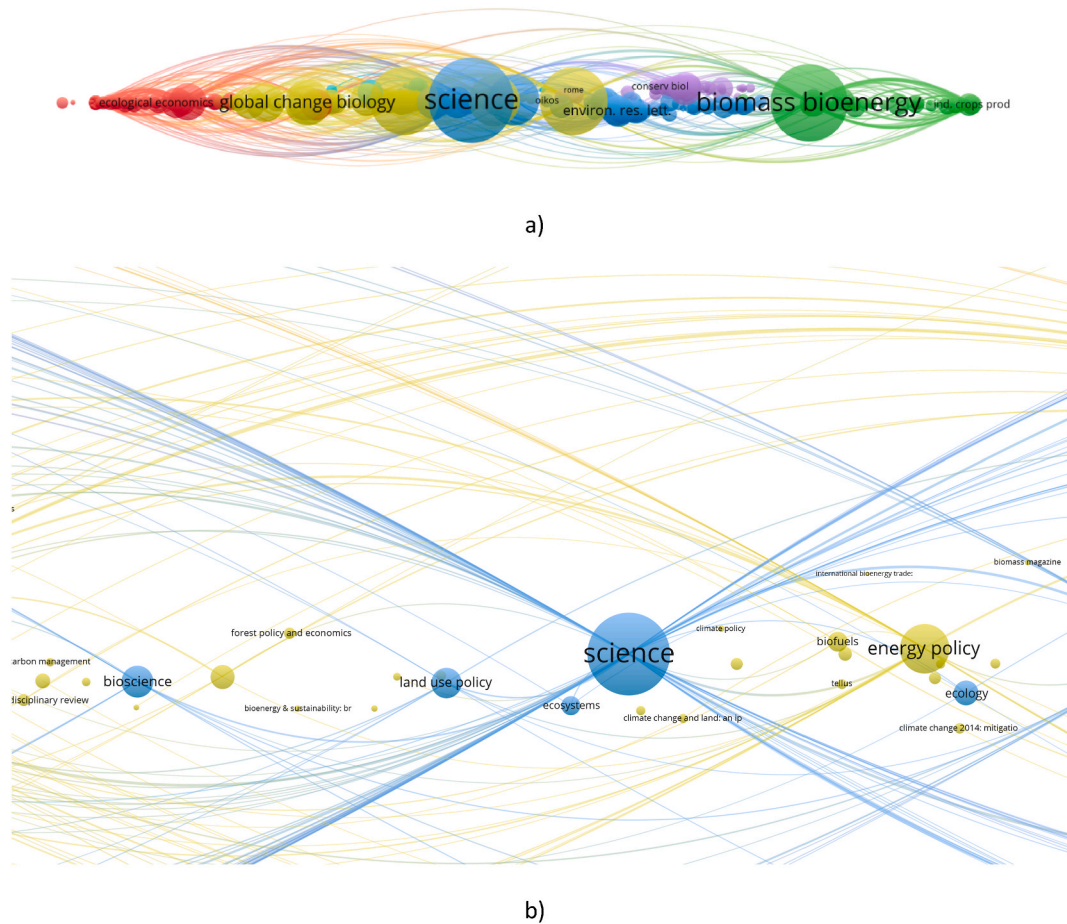 ecological economics
global change biology
science
oikos
rome
environ. res. lett.
conserv biol
biomass bioenergy
ind. crops prod
a)
s
biomass magazine
international bioenergy trade:
climate policy
forest policy and economics
biofuels
science
energy policy
carbon management
bioscience
land use policy
tellus
disciplinary review
bioenergy & sustainability: br
ecosystems
ecology
climate change and land: an ip
climate change 2014: mitigatio
b)